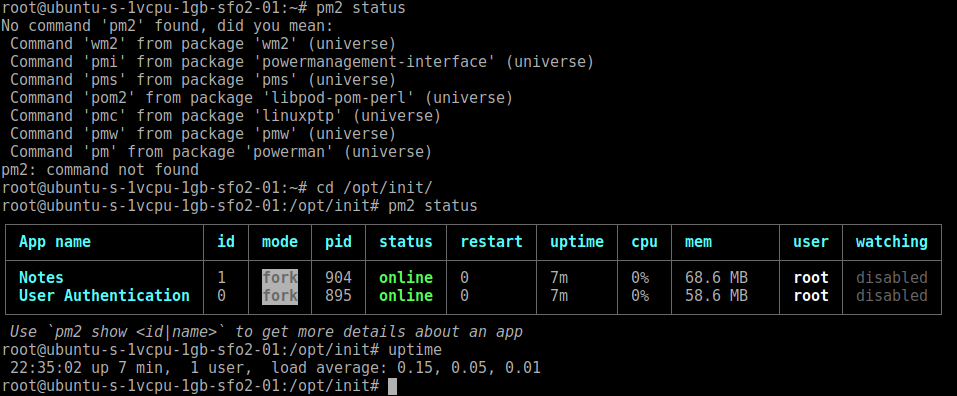 root@ubuntu-s-1vcpu-1gb-sfo2-01:~# pm2 status
No command 'pm2' found, did you mean:
 Command 'wm2' from package 'wm2' (universe)
 Command 'pmi' from package 'powermanagement-interface' (universe)
 Command 'pms' from package 'pms' (universe)
 Command 'pom2' from package 'libpod-pom-perl' (universe)
 Command 'pmc' from package 'linuxptp' (universe)
 Command 'pmw' from package 'pmw' (universe)
 Command 'pm' from package 'powerman' (universe)
pm2: command not found
root@ubuntu-s-1vcpu-1gb-sfo2-01:~# cd /opt/init/
root@ubuntu-s-1vcpu-1gb-sfo2-01:/opt/init# pm2 status
App name id mode pid status restart uptime cpu mem user watching
Notes 1 fork 904 online 0 7m 0% 68.6 MB root disabled
User Authentication 0 fork 895 online 0 7m 0% 58.6 MB root disabled
 Use `pm2 show <id|name>` to get more details about an app
root@ubuntu-s-1vcpu-1gb-sfo2-01:/opt/init# uptime
 22:35:02 up 7 min,  1 user,  load average: 0.15, 0.05, 0.01
root@ubuntu-s-1vcpu-1gb-sfo2-01:/opt/init#